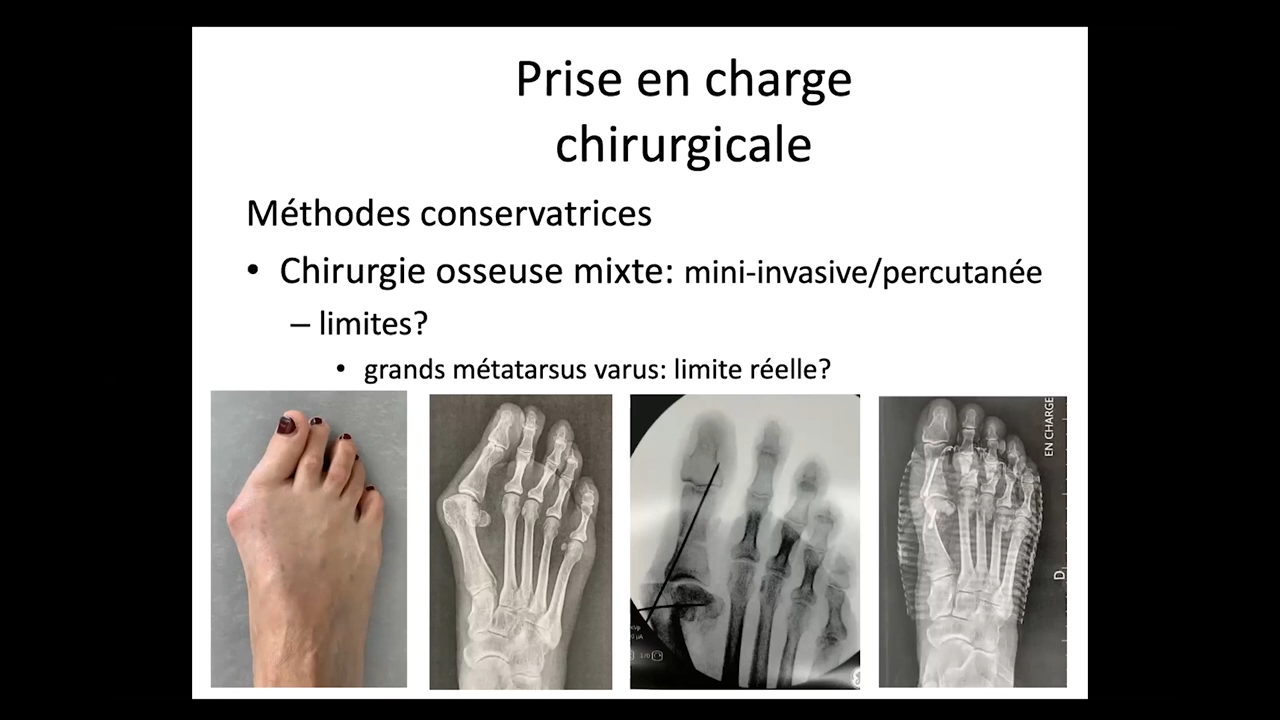 Prise en charge
chirurgicale
Méthodes conservatrices
• Chirurgie osseuse mixte: mini-invasive/percutanée
– limites?
• grands métatarsus varus: limite réelle?
EN CHARGE
D